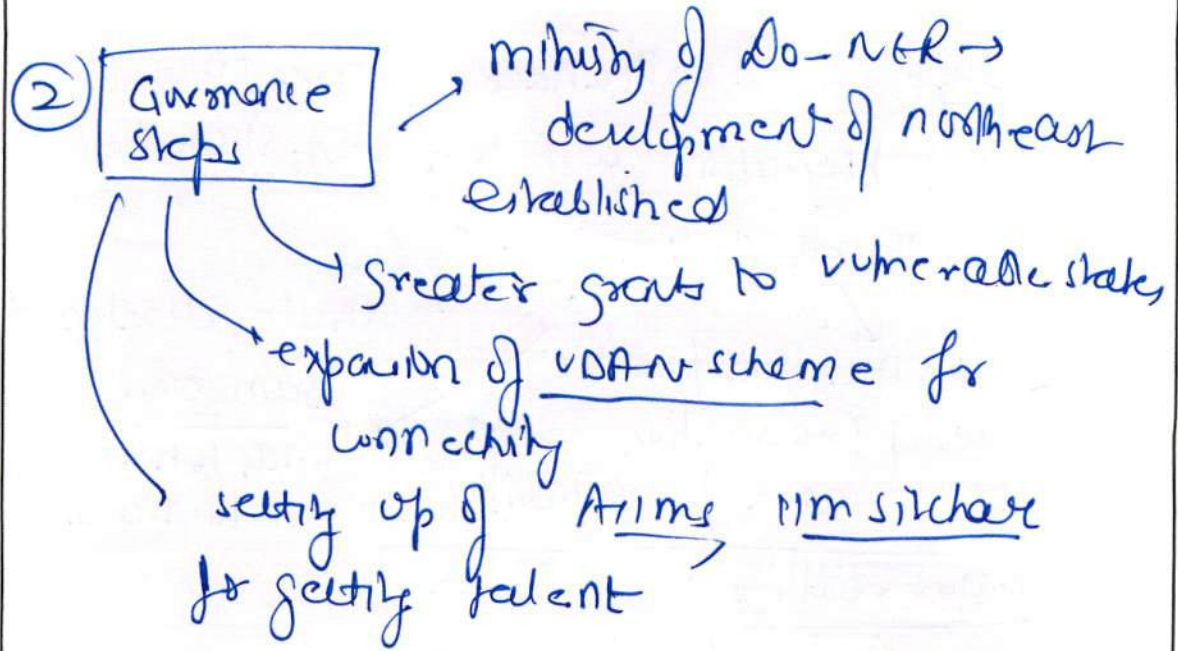 ② Governance steps
→ ministry of Do-NER →
development of northeast
established
→ greater grants to vulnerable states
→ expansion of UDAN scheme for
connectivity
setting up of AIIMS IIM silchar
for getting talent